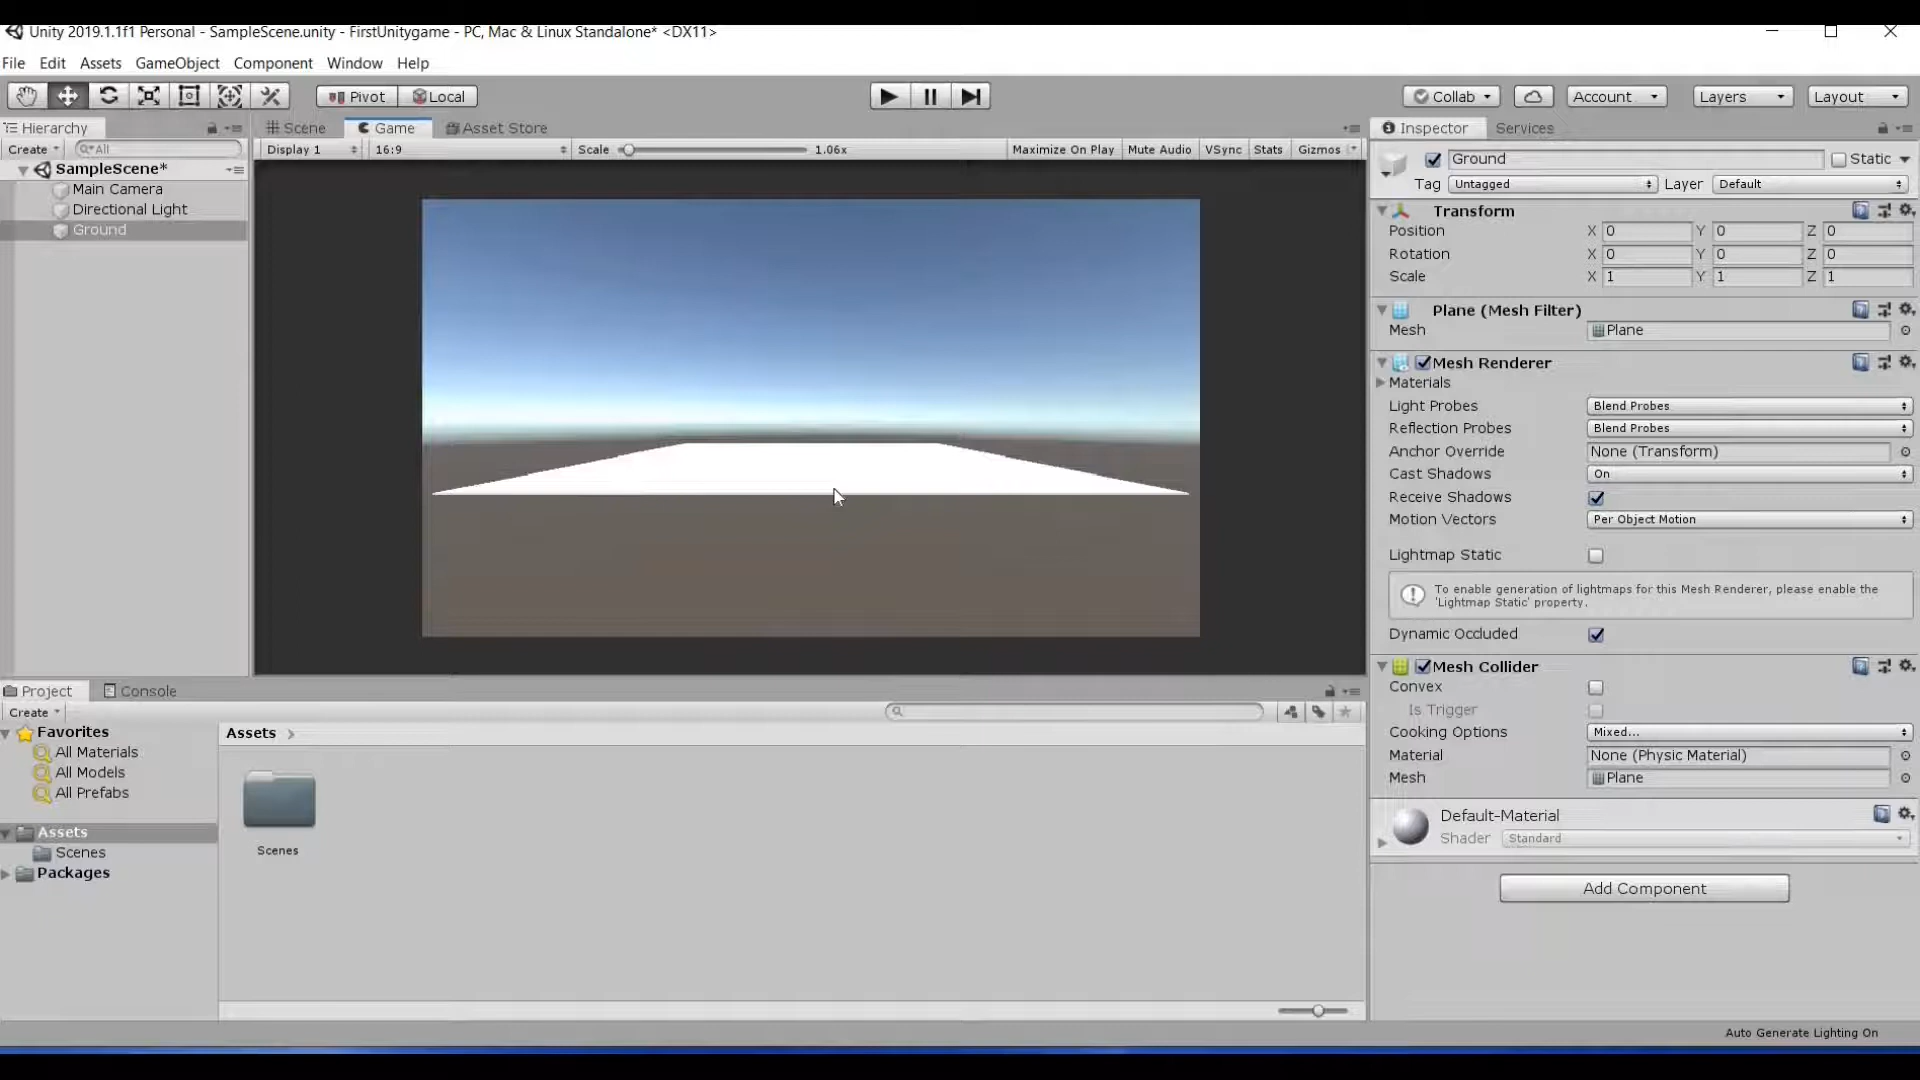 Unity 2019.1.1f1 Personal - SampleScene.unity - FirstUnitygame - PC, Mac & Linux Standalone* <DX11>
File Edit Assets GameObject Component Window Help
Pivot Local Collab Account Layers Layout
Hierarchy
Create All
SampleScene*
Main Camera
Directional Light
Ground
Scene Game Asset Store
Display 1 16:9 Scale 1.06x Maximize On Play Mute Audio VSync Stats Gizmos
Inspector Services
Ground Static
Tag Untagged Layer Default
Transform
Position X 0 Y 0 Z 0
Rotation X 0 Y 0 Z 0
Scale X 1 Y 1 Z 1
Plane (Mesh Filter)
Mesh Plane
Mesh Renderer
Materials
Light Probes Blend Probes
Reflection Probes Blend Probes
Anchor Override None (Transform)
Cast Shadows On
Receive Shadows
Motion Vectors Per Object Motion
Lightmap Static
To enable generation of lightmaps for this Mesh Renderer, please enable the
'Lightmap Static' property.
Dynamic Occluded
Mesh Collider
Convex
Is Trigger
Cooking Options Mixed...
Material None (Physic Material)
Mesh Plane
Default-Material
Shader Standard
Add Component
Project Console
Create
Favorites
All Materials
All Models
All Prefabs
Assets
Scenes
Packages
Assets
Scenes
Auto Generate Lighting On